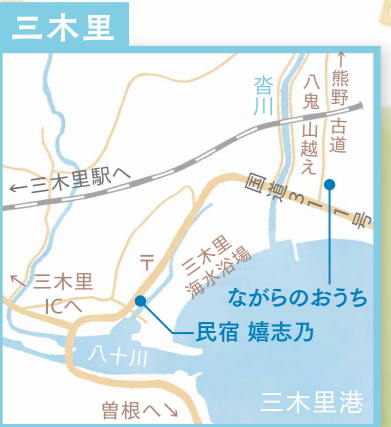 三木里
↑熊野古道
八鬼山越え
沓川
←三木里駅へ
国道311号
〒
三木里
海水浴場
ながらのおうち
↖三木里
ICへ
民宿 嬉志乃
八十川
三木里港
曽根へ↘